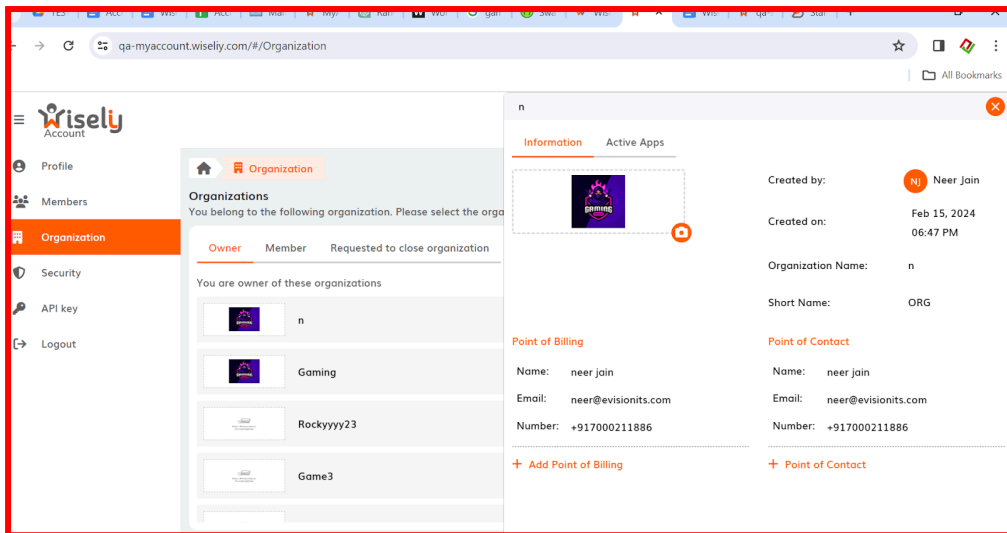 qa-myaccount.wiseliy.com/#/Organization
All Bookmarks
Wisely
Account
Profile
Members
Organization
Security
API key
Logout
Organization
Organizations
You belong to the following organization. Please select the orga
Owner Member Requested to close organization
You are owner of these organizations
n
Gaming
Rockyyyy23
Game3
n
Information Active Apps
GAMING
Created by: NJ Neer Jain
Created on: Feb 15, 2024
06:47 PM
Organization Name: n
Short Name: ORG
Point of Billing
Name: neer jain
Email: neer@evisionits.com
Number: +917000211886
+ Add Point of Billing
Point of Contact
Name: neer jain
Email: neer@evisionits.com
Number: +917000211886
+ Point of Contact